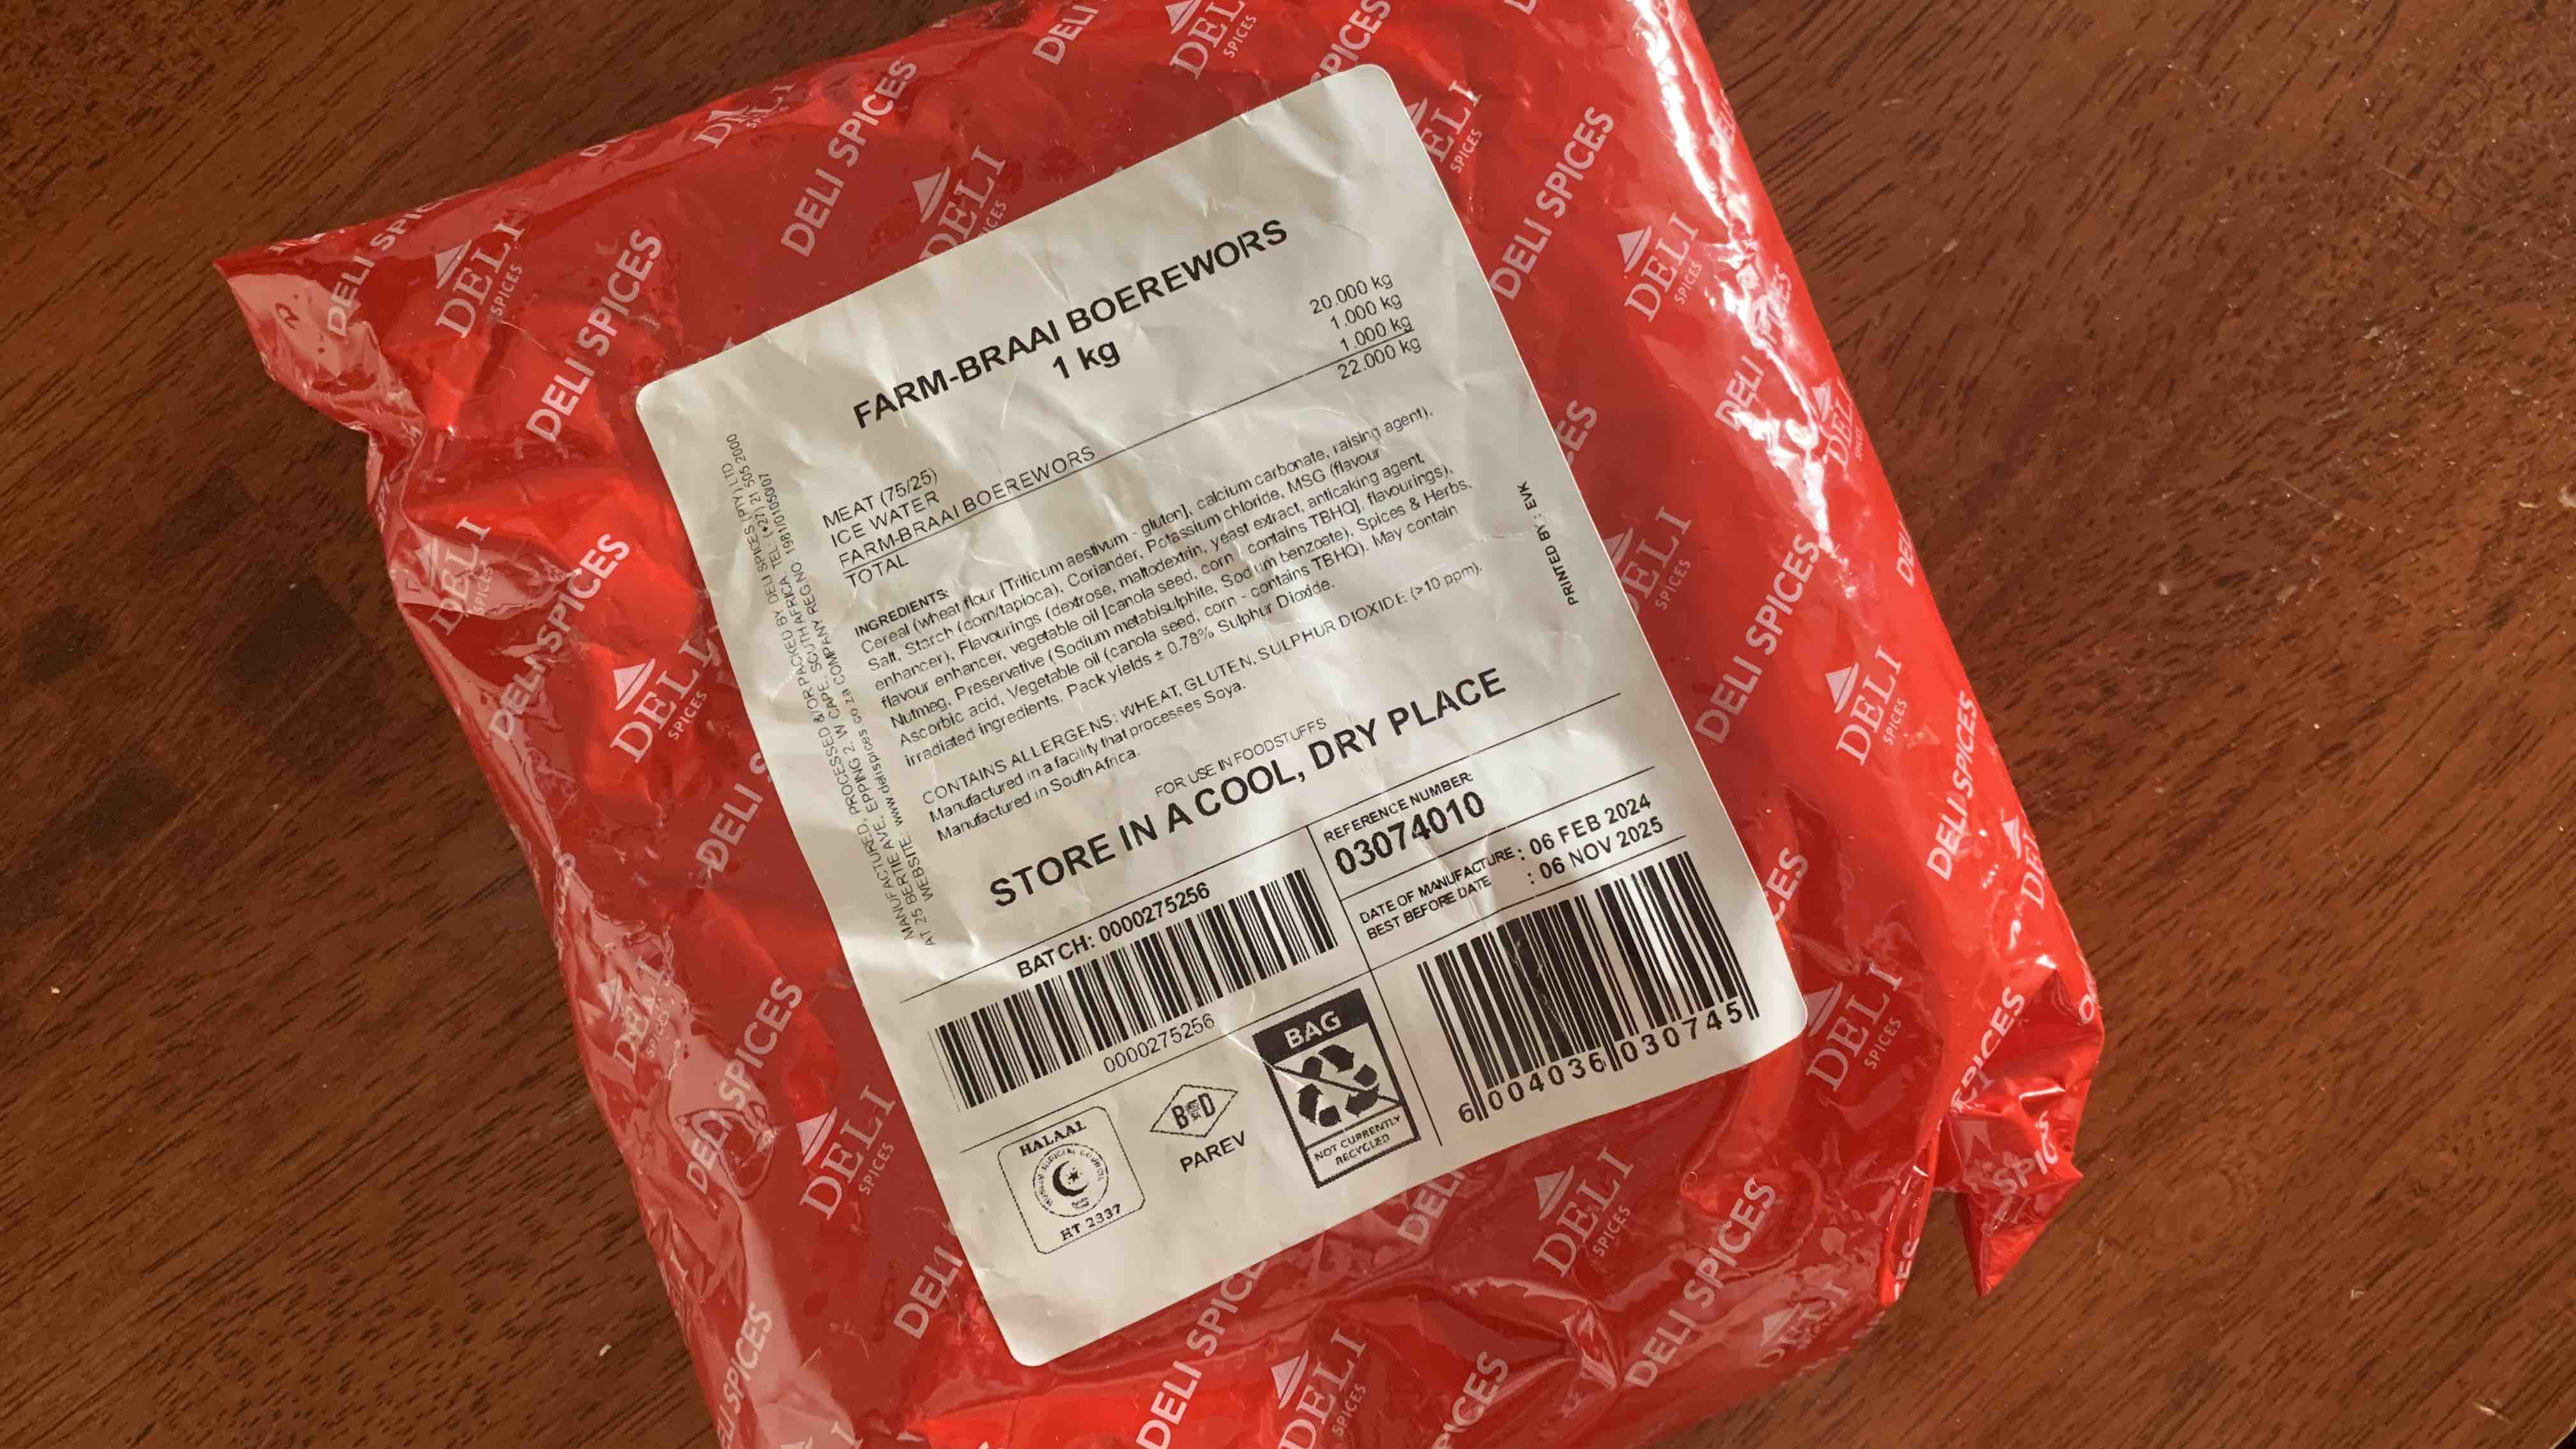 DELI SPICES
DELI
SPICES
FARM-BRAAI BOEREWORS
1 kg
MEAT (75/25) 20.000 kg
ICE WATER 1.000 kg
FARM-BRAAI BOEREWORS 1.000 kg
TOTAL 22.000 kg
INGREDIENTS:
Cereal (wheat flour [Triticum aestivum - gluten], calcium carbonate, raising agent),
Salt, Starch (corn/tapioca), Coriander, Potassium chloride, MSG (flavour
enhancer), Flavourings (dextrose, maltodextrin, yeast extract, anticaking agent,
flavour enhancer, vegetable oil [canola seed, corn - contains TBHQ], flavourings),
Nutmeg, Preservative (Sodium metabisulphite, Sodium benzoate), Spices & Herbs,
Ascorbic acid, Vegetable oil (canola seed, corn - contains TBHQ). May contain
irradiated ingredients. Pack yields ± 0.78% Sulphur Dioxide.
CONTAINS ALLERGENS: WHEAT, GLUTEN, SULPHUR DIOXIDE (>10 ppm).
Manufactured in a facility that processes Soya.
Manufactured in South Africa.
FOR USE IN FOODSTUFFS
STORE IN A COOL, DRY PLACE
MANUFACTURED, PROCESSED &/OR PACKED BY DELI SPICES (PTY) LTD
AT 25 BERTIE AVE, EPPING 2, W CAPE, SOUTH AFRICA TEL: (+27) 21 505 2000
WEBSITE: www.delispices.co.za COMPANY REG NO. 1981/010550/07
PRINTED BY : EVK
BATCH: 0000275256
0000275256
REFERENCE NUMBER:
03074010
DATE OF MANUFACTURE : 06 FEB 2024
BEST BEFORE DATE : 06 NOV 2025
6 004036 030745
HALAAL
MUSLIM JUDICIAL COUNCIL
HT 2337
B D
PAREV
BAG
NOT CURRENTLY
RECYCLED